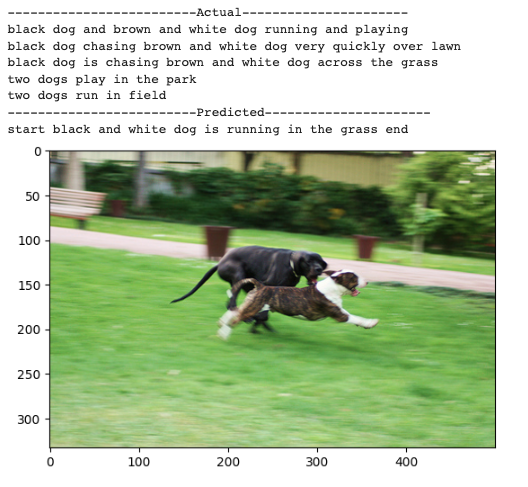 -------------------------Actual----------------------
black dog and brown and white dog running and playing
black dog chasing brown and white dog very quickly over lawn
black dog is chasing brown and white dog across the grass
two dogs play in the park
two dogs run in field
-------------------------Predicted----------------------
start black and white dog is running in the grass end
0
50
100
150
200
250
300
0 100 200 300 400